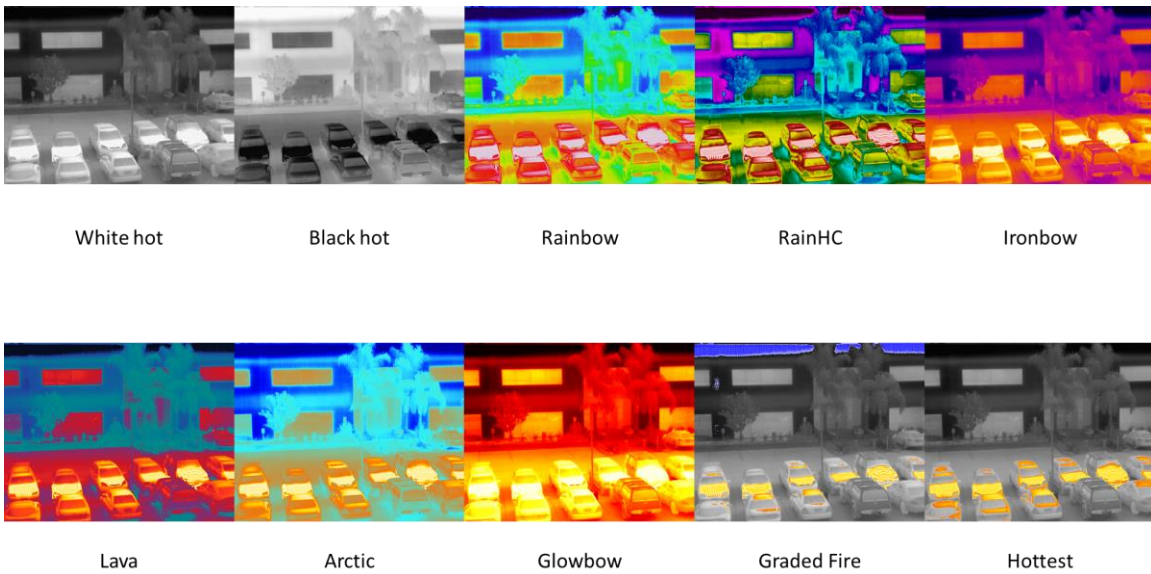 White hot
Black hot
Rainbow
RainHC
Ironbow
Lava
Arctic
Glowbow
Graded Fire
Hottest